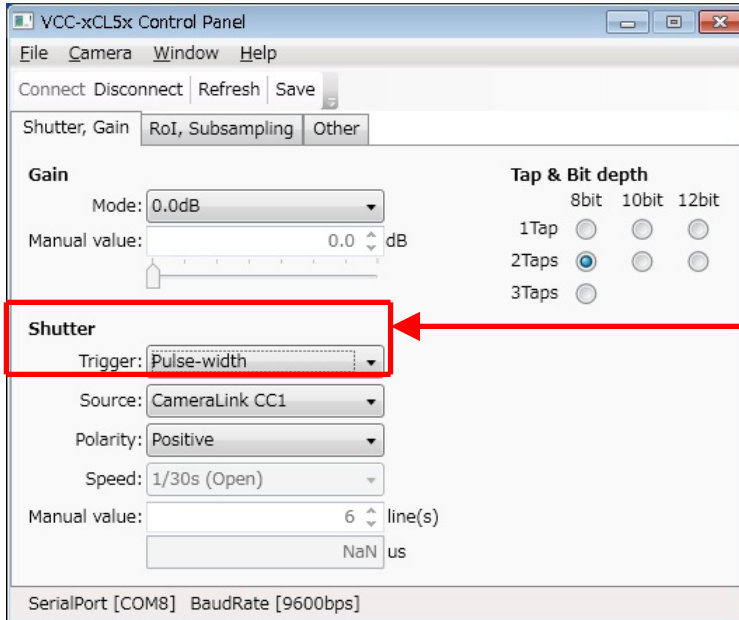 VCC-xCL5x Control Panel
File Camera Window Help
Connect Disconnect Refresh Save
Shutter, Gain RoI, Subsampling Other
Gain
Mode: 0.0dB
Manual value: 0.0 dB
Tap & Bit depth
8bit 10bit 12bit
1Tap
2Taps
3Taps
Shutter
Trigger: Pulse-width
Source: CameraLink CC1
Polarity: Positive
Speed: 1/30s (Open)
Manual value: 6 line(s)
NaN us
SerialPort [COM8] BaudRate [9600bps]